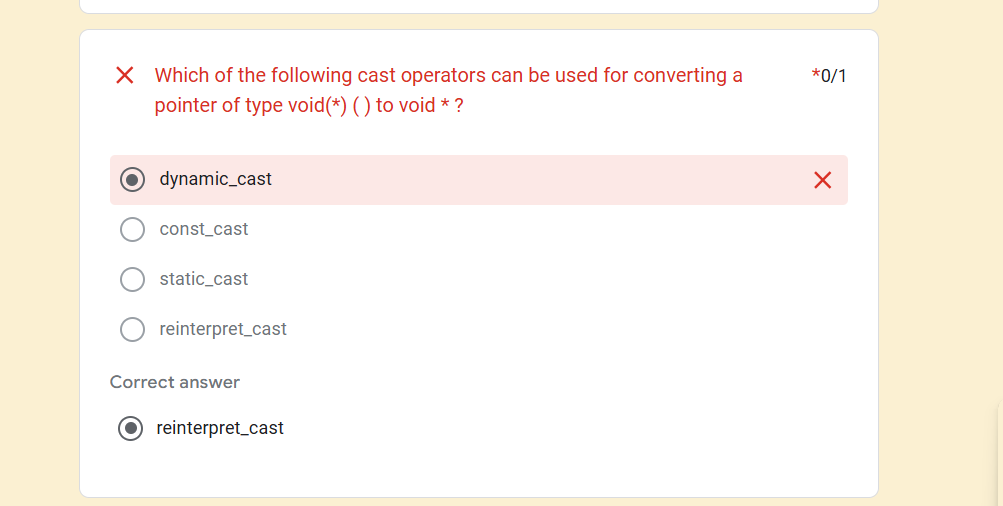 Which of the following cast operators can be used for converting a *0/1
pointer of type void(*) ( ) to void * ?
dynamic_cast
const_cast
static_cast
reinterpret_cast
Correct answer
reinterpret_cast